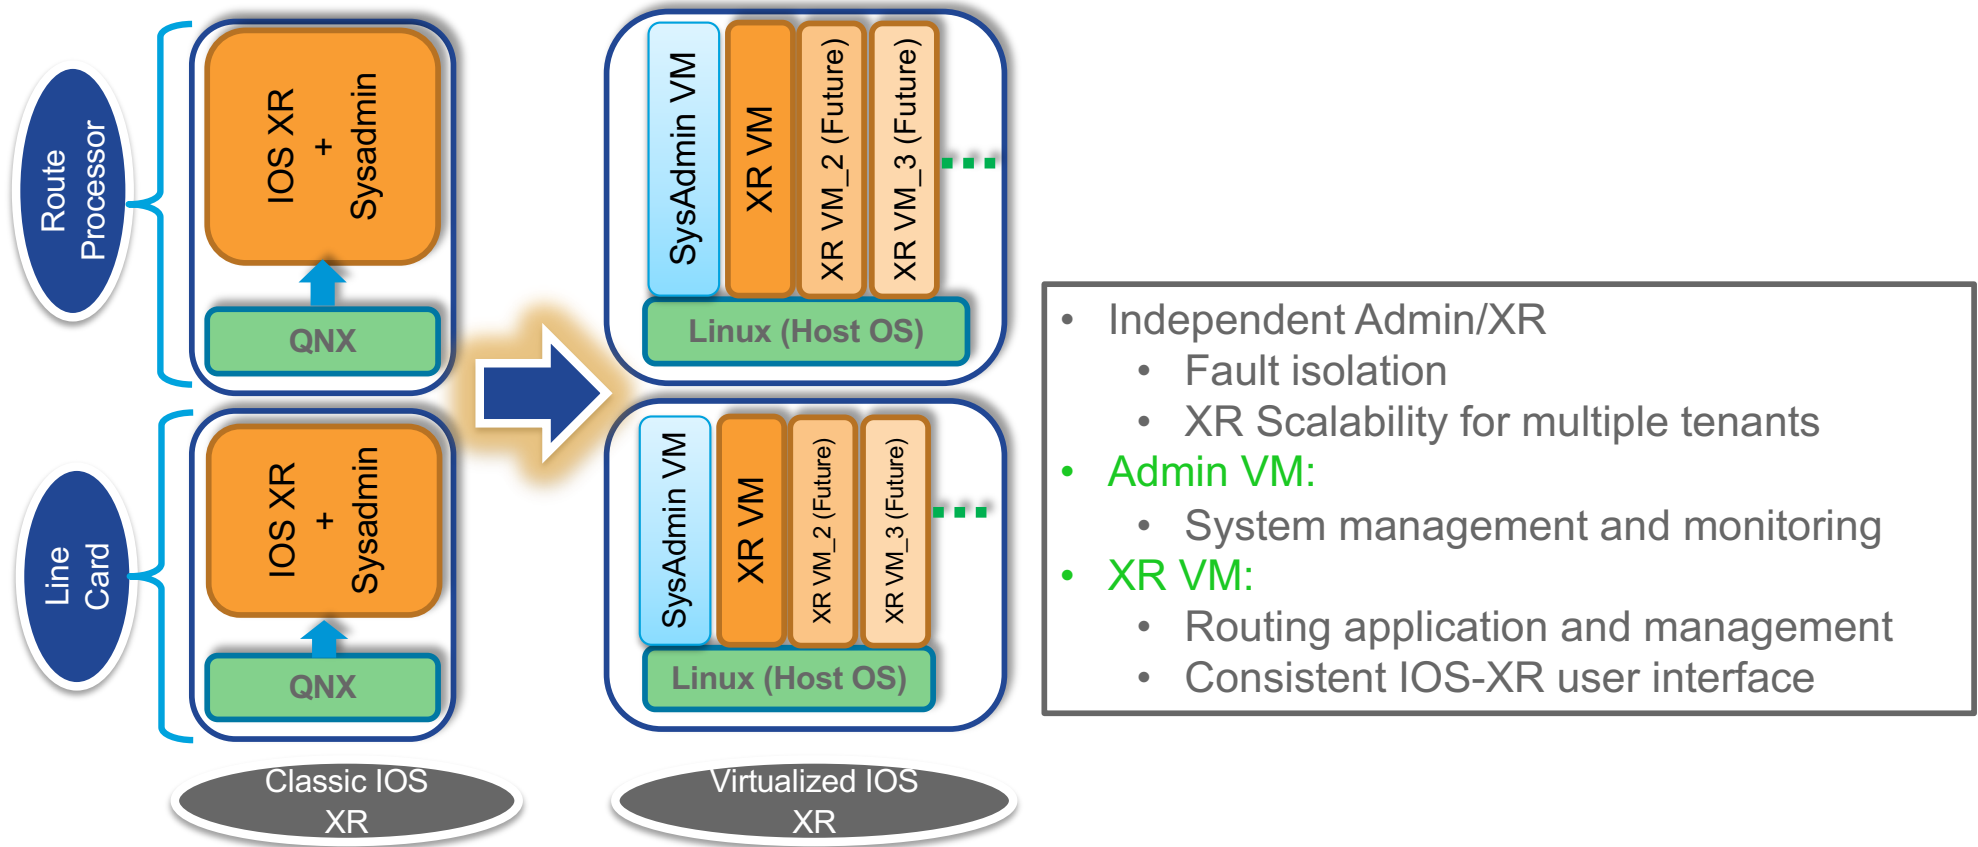 Route
Processor
IOS XR
+
Sysadmin
QNX
Line
Card
IOS XR
+
Sysadmin
QNX
Classic IOS
XR
SysAdmin VM
XR VM
XR VM_2 (Future)
XR VM_3 (Future)
Linux (Host OS)
SysAdmin VM
XR VM
XR VM_2 (Future)
XR VM_3 (Future)
Linux (Host OS)
Virtualized IOS
XR
• Independent Admin/XR
• Fault isolation
• XR Scalability for multiple tenants
• Admin VM:
• System management and monitoring
• XR VM:
• Routing application and management
• Consistent IOS-XR user interface